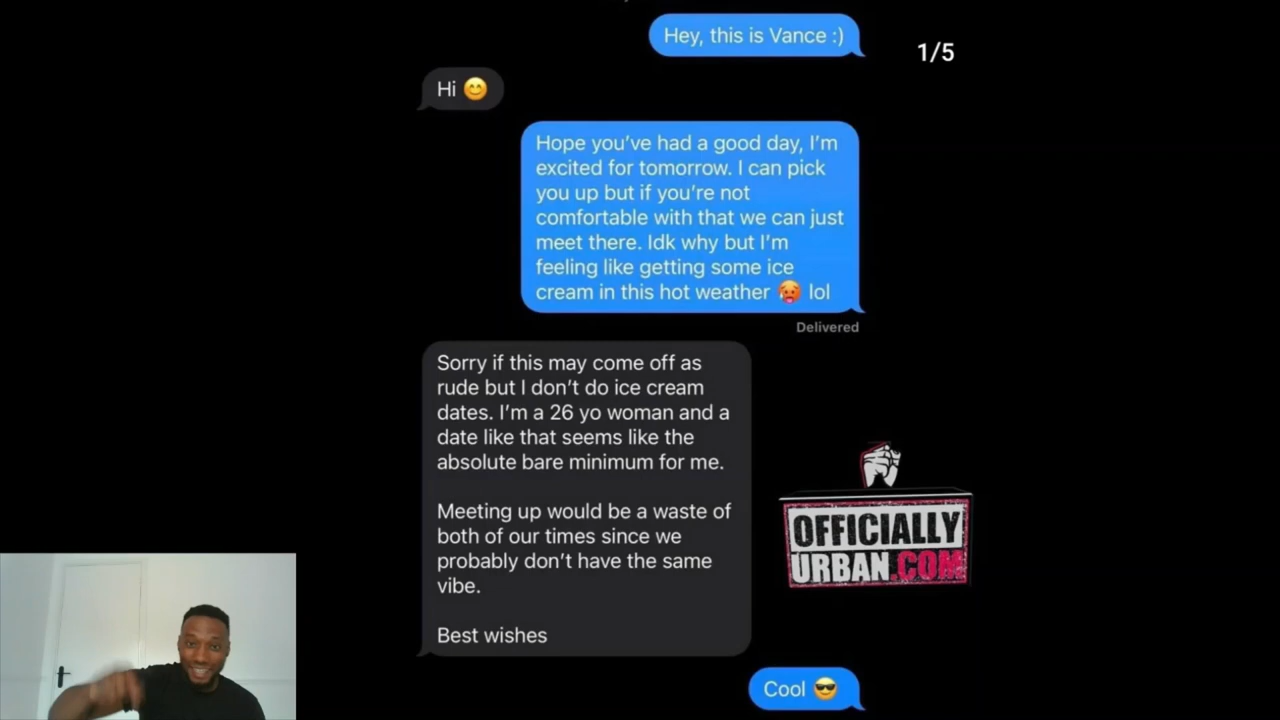 Hey, this is Vance :)
1/5
Hi 😊
Hope you've had a good day, I'm
excited for tomorrow. I can pick
you up but if you're not
comfortable with that we can just
meet there. Idk why but I'm
feeling like getting some ice
cream in this hot weather 🥵 lol
Delivered
Sorry if this may come off as
rude but I don't do ice cream
dates. I'm a 26 yo woman and a
date like that seems like the
absolute bare minimum for me.
Meeting up would be a waste of
both of our times since we
probably don't have the same
vibe.
Best wishes
OFFICIALLY
URBAN.COM
Cool 😎